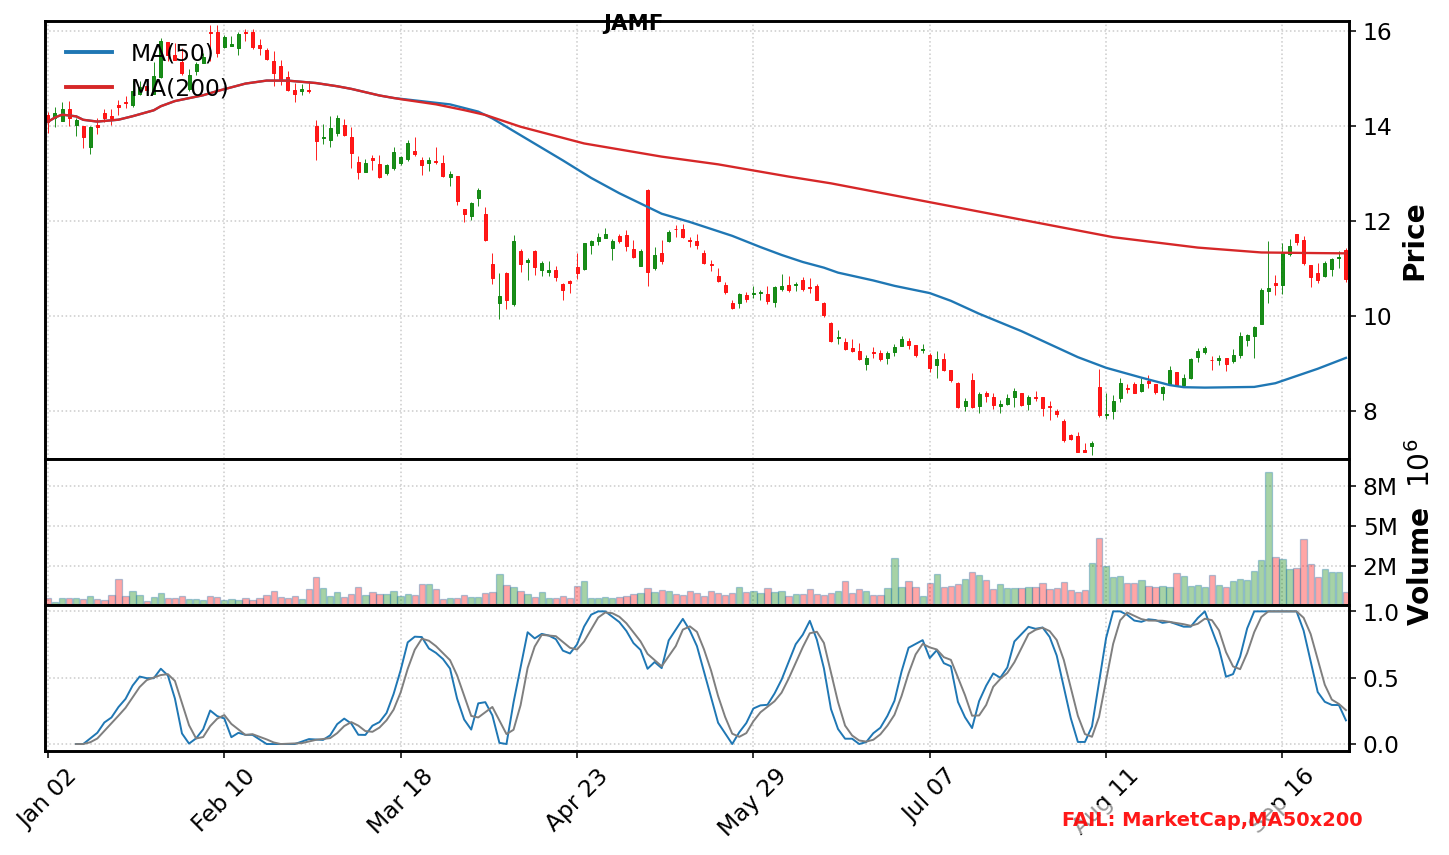 JAMF
MA(50)
MA(200)
16
14
12
10
8
Price
8M
5M
2M
Volume 10^6
1.0
0.5
0.0
Jan 02
Feb 10
Mar 18
Apr 23
May 29
Jul 07
Aug 11
Sep 16
FAIL: MarketCap,MA50x200